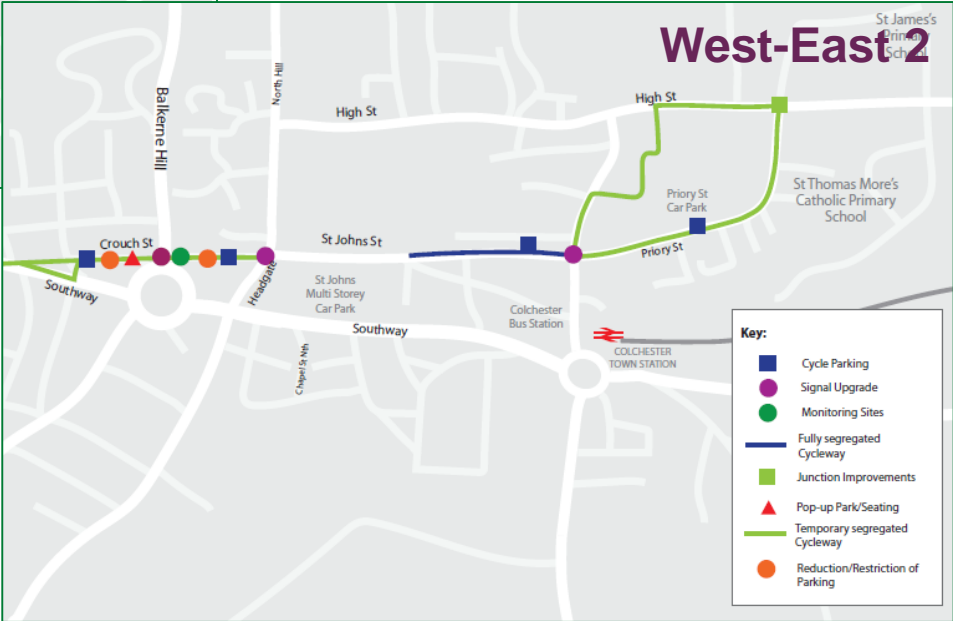 West-East 2
St James's
Primary
School
Balkerne Hill
North Hill
High St
High St
Priory St
Car Park
St Thomas More's
Catholic Primary
School
Crouch St
St Johns St
Priory St
Southway
Headgate
St Johns
Multi Storey
Car Park
Colchester
Bus Station
Southway
COLCHESTER
TOWN STATION
Chapel St Nth
Key:
Cycle Parking
Signal Upgrade
Monitoring Sites
Fully segregated
Cycleway
Junction Improvements
Pop-up Park/Seating
Temporary segregated
Cycleway
Reduction/Restriction of
Parking